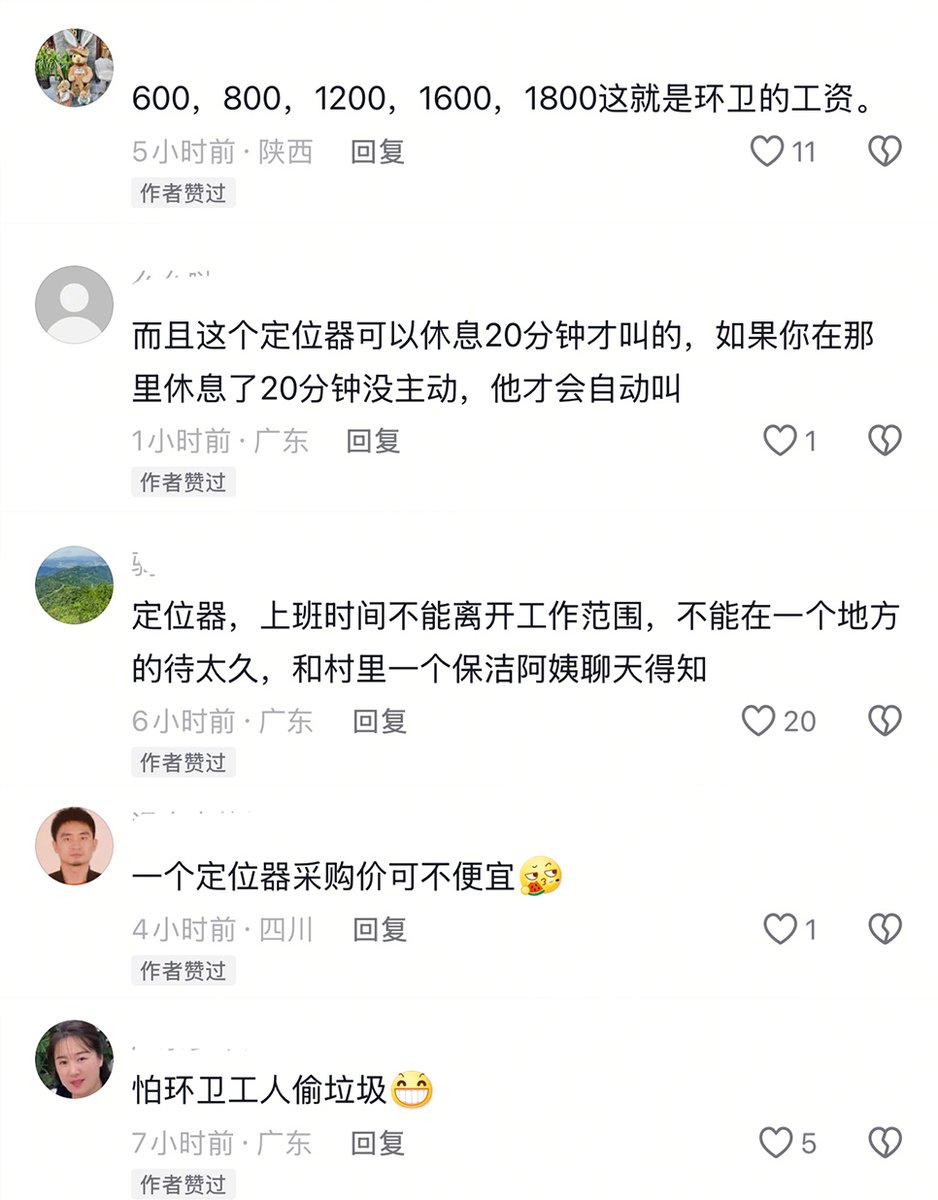 600，800，1200，1600，1800这就是环卫的工资。
5小时前·陕西 回复 11
作者赞过
而且这个定位器可以休息20分钟才叫的，如果你在那
里休息了20分钟没主动，他才会自动叫
1小时前·广东 回复 1
作者赞过
定位器，上班时间不能离开工作范围，不能在一个地方
的待太久，和村里一个保洁阿姨聊天得知
6小时前·广东 回复 20
作者赞过
一个定位器采购价可不便宜
4小时前·四川 回复 1
作者赞过
怕环卫工人偷垃圾
7小时前·广东 回复 5
作者赞过